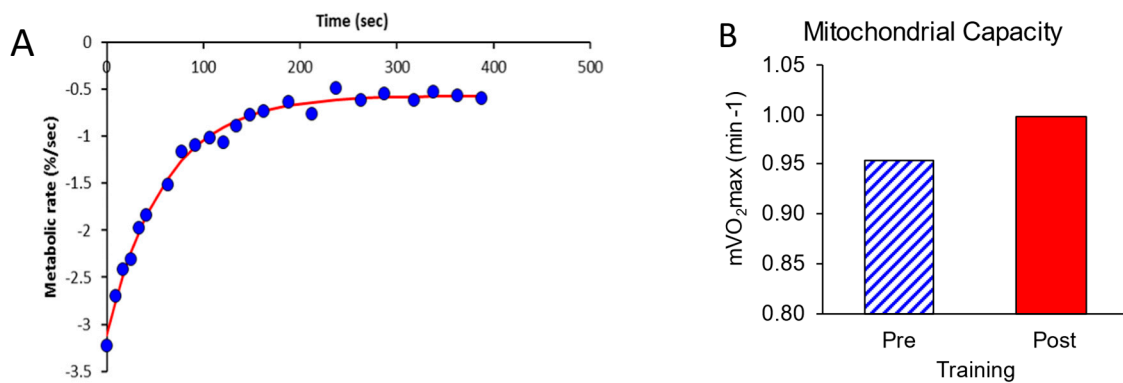 A
Time (sec)
0
0 100 200 300 400 500
-0.5
-1
-1.5
-2
-2.5
-3
-3.5
Metabolic rate (%/sec)
B
Mitochondrial Capacity
1.05
1.00
0.95
0.90
0.85
0.80
mVO₂max (min -1)
Pre Post
Training